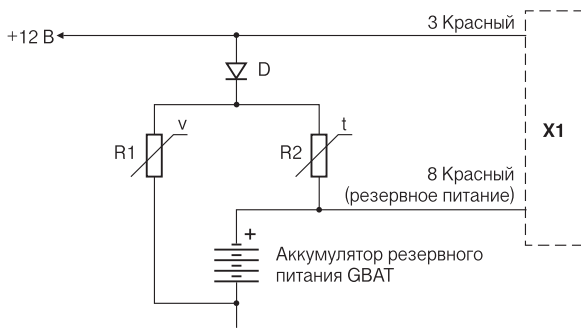 3 Красный
+12 В
D
X1
v
t
R1
R2
8 Красный
(резервное питание)
+
Аккумулятор резервного
питания GBAT